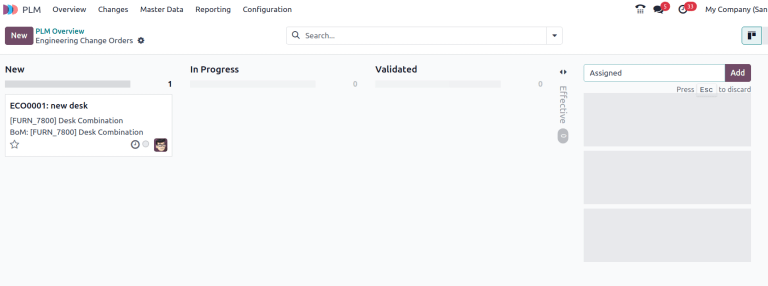 PLM Overview Changes Master Data Reporting Configuration 5 33 My Company (San
New PLM Overview
Engineering Change Orders
Search...
New 1
In Progress 0
Validated 0
Effective 0
Assigned Add
Press Esc to discard
ECO0001: new desk
[FURN_7800] Desk Combination
BoM: [FURN_7800] Desk Combination